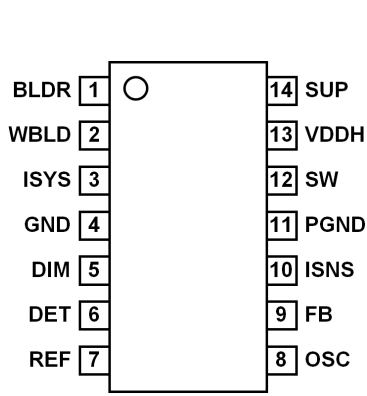 BLDR 1 14 SUP
WBLD 2 13 VDDH
ISYS 3 12 SW
GND 4 11 PGND
DIM 5 10 ISNS
DET 6 9 FB
REF 7 8 OSC